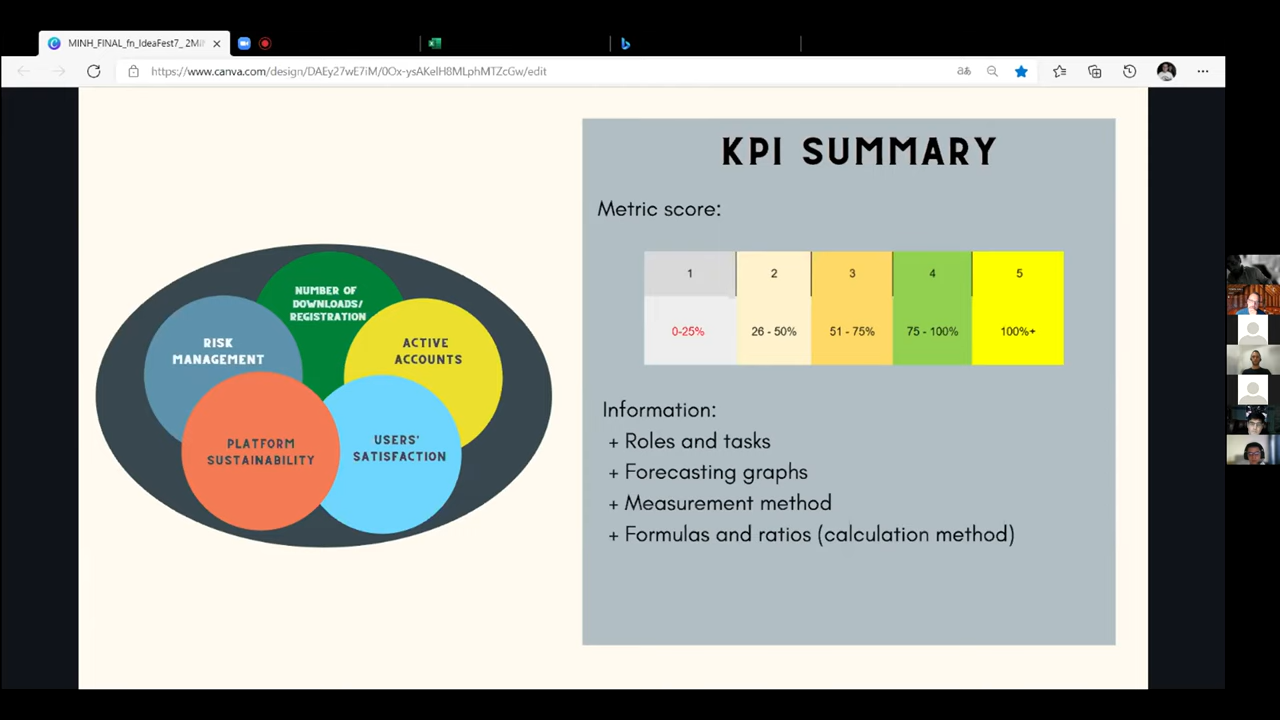 MINH_FINAL_fn_IdeaFest7_ 2Mi
https://www.canva.com/design/DAEy27wE7iM/0Ox-ysAKelH8MLphMTZcGw/edit
NUMBER OF
DOWNLOADS/
REGISTRATION
RISK
MANAGEMENT
ACTIVE
ACCOUNTS
PLATFORM
SUSTAINABILITY
USERS'
SATISFACTION
KPI SUMMARY
Metric score:
1 2 3 4 5
0-25% 26 - 50% 51 - 75% 75 - 100% 100%+
Information:
+ Roles and tasks
+ Forecasting graphs
+ Measurement method
+ Formulas and ratios (calculation method)